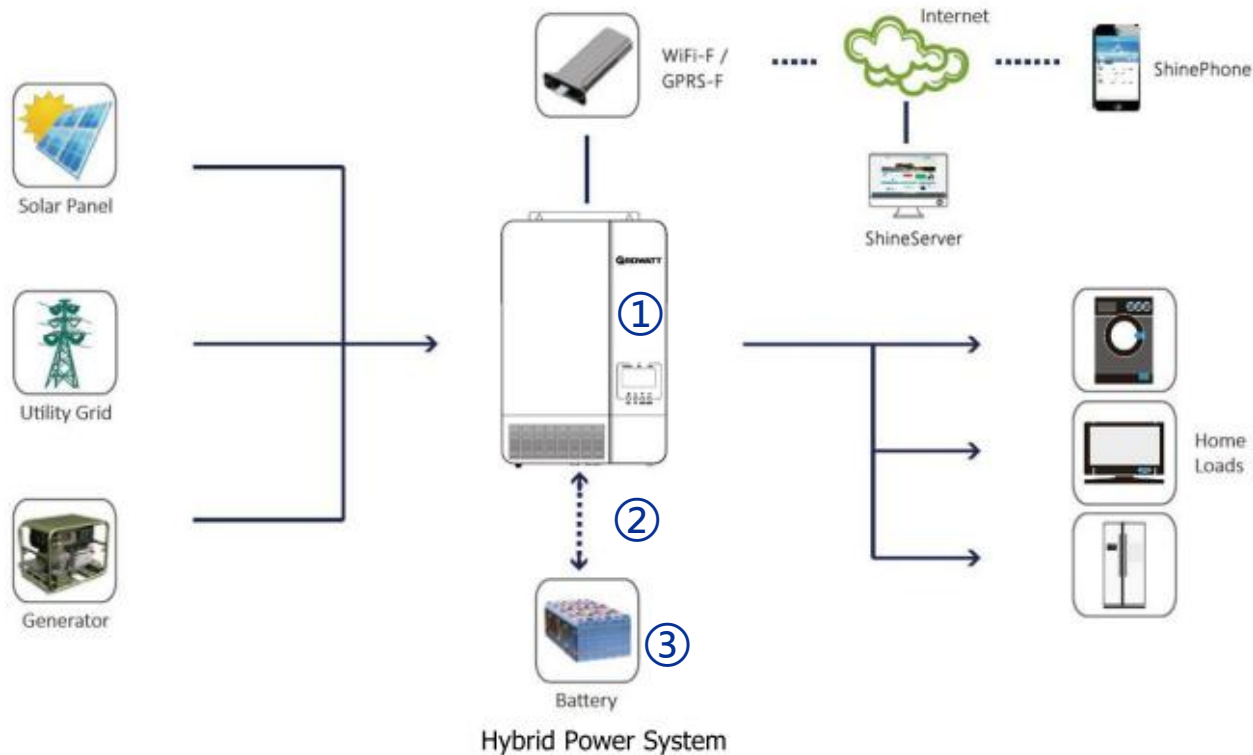 Internet
WiFi-F /
GPRS-F
ShinePhone
Solar Panel
ShineServer
GROWATT
①
Utility Grid
Home
Loads
②
Generator
③
Battery
Hybrid Power System